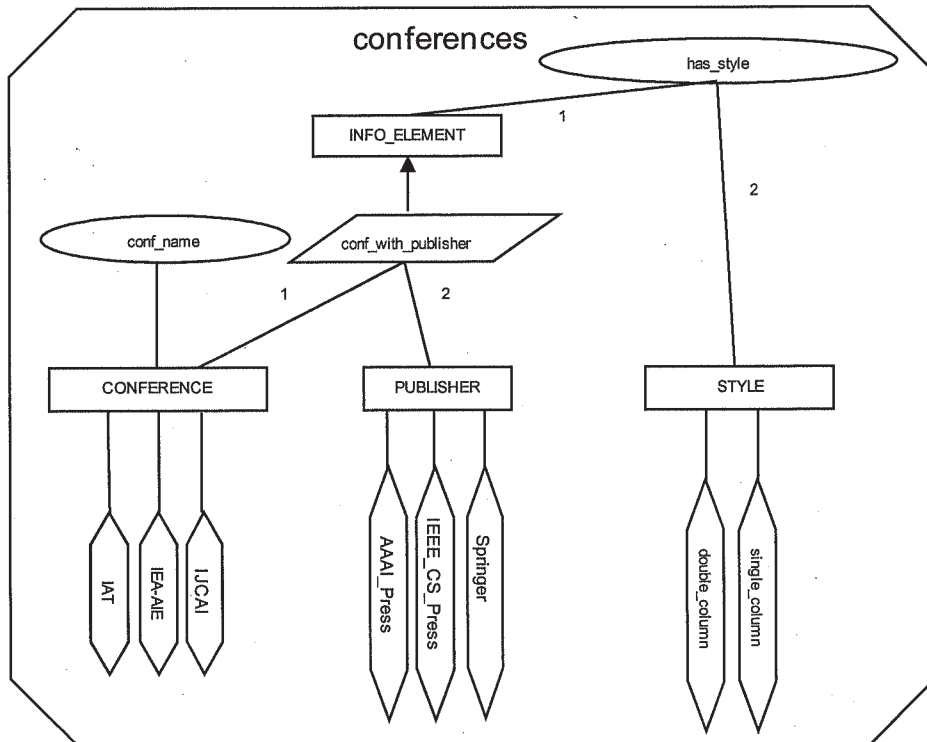 conferences
has_style
1
INFO_ELEMENT
2
conf_name
conf_with_publisher
1
2
CONFERENCE
PUBLISHER
STYLE
IAT
IEA-AIE
IJCAI
AAAI_Press
IEEE_CS_Press
Springer
double_column
single_column